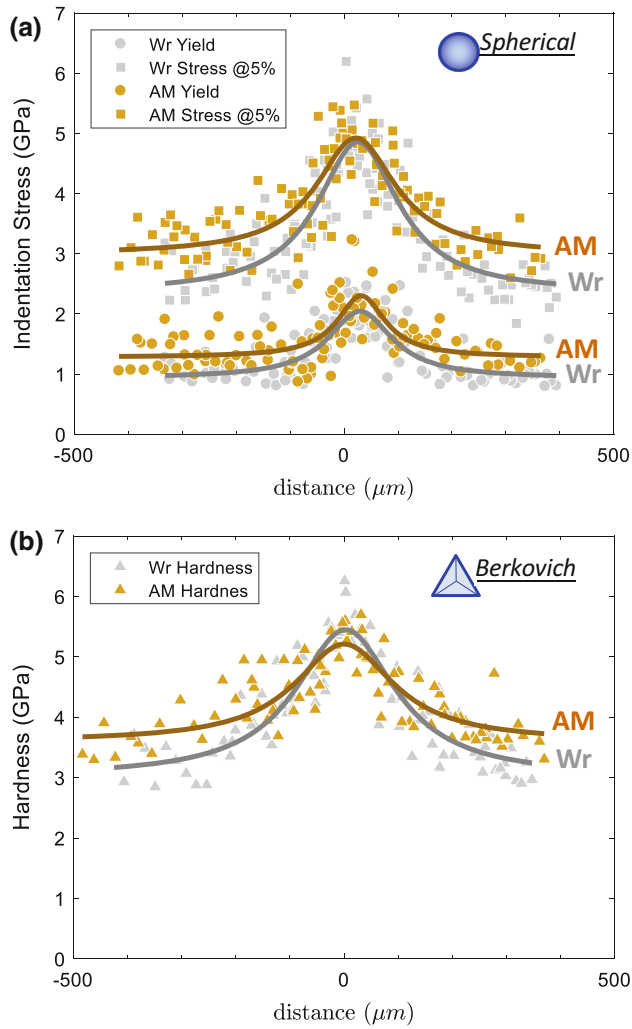 (a)
7
6
5
4
3
2
1
0
Indentation Stress (GPa)
Wr Yield
Wr Stress @5%
AM Yield
AM Stress @5%
Spherical
AM
Wr
AM
Wr
-500
0
500
distance (μm)
(b)
7
6
5
4
3
2
1
0
Hardness (GPa)
Wr Hardness
AM Hardnes
Berkovich
AM
Wr
-500
0
500
distance (μm)